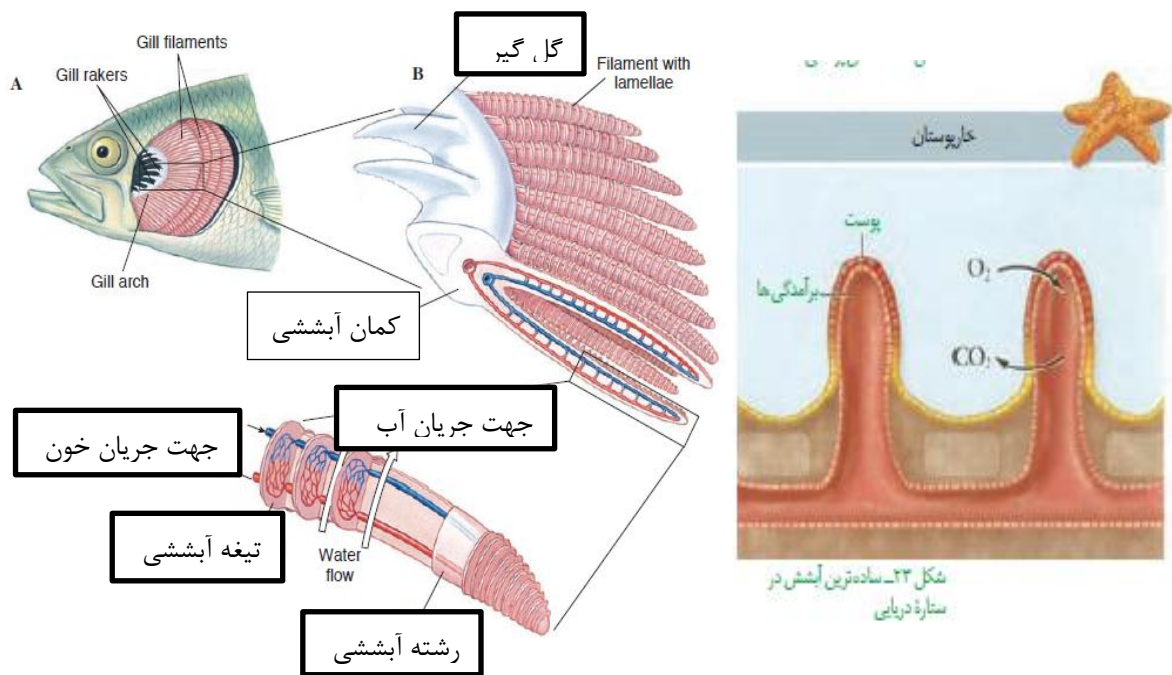 Gill filaments
Gill rakers
A
Gill arch
B
گل گیر
Filament with
lamellae
کمان آبششی
جهت جریان آب
جهت جریان خون
تیغه آبششی
Water
flow
رشته آبششی
خارپوستان
پوست
برآمدگی‌ها
O₂
CO₂
شکل ۲۳ــ ساده‌ترین آبشش در
ستارهٔ دریایی